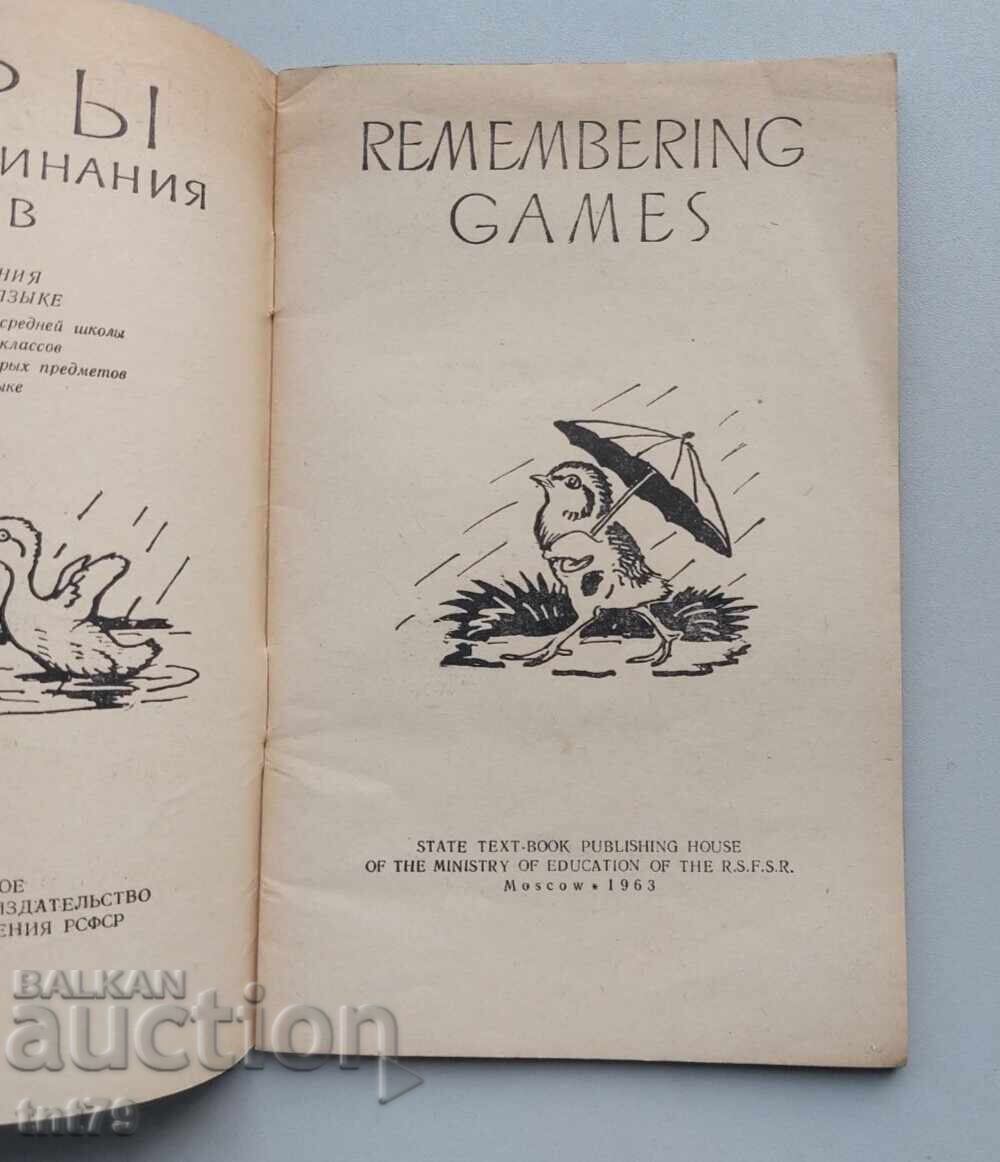 РЫ
ИНАНИЯ
В
НИЯ
ЯЗЫКЕ
средней школы
классов
рых предметов
ыке
ОЕ
ИЗДАТЕЛЬСТВО
ЕНИЯ РСФСР
REMEMBERING
GAMES
STATE TEXT-BOOK PUBLISHING HOUSE
OF THE MINISTRY OF EDUCATION OF THE R.S.F.S.R.
Moscow * 1963
BALKAN
auction
tnt79